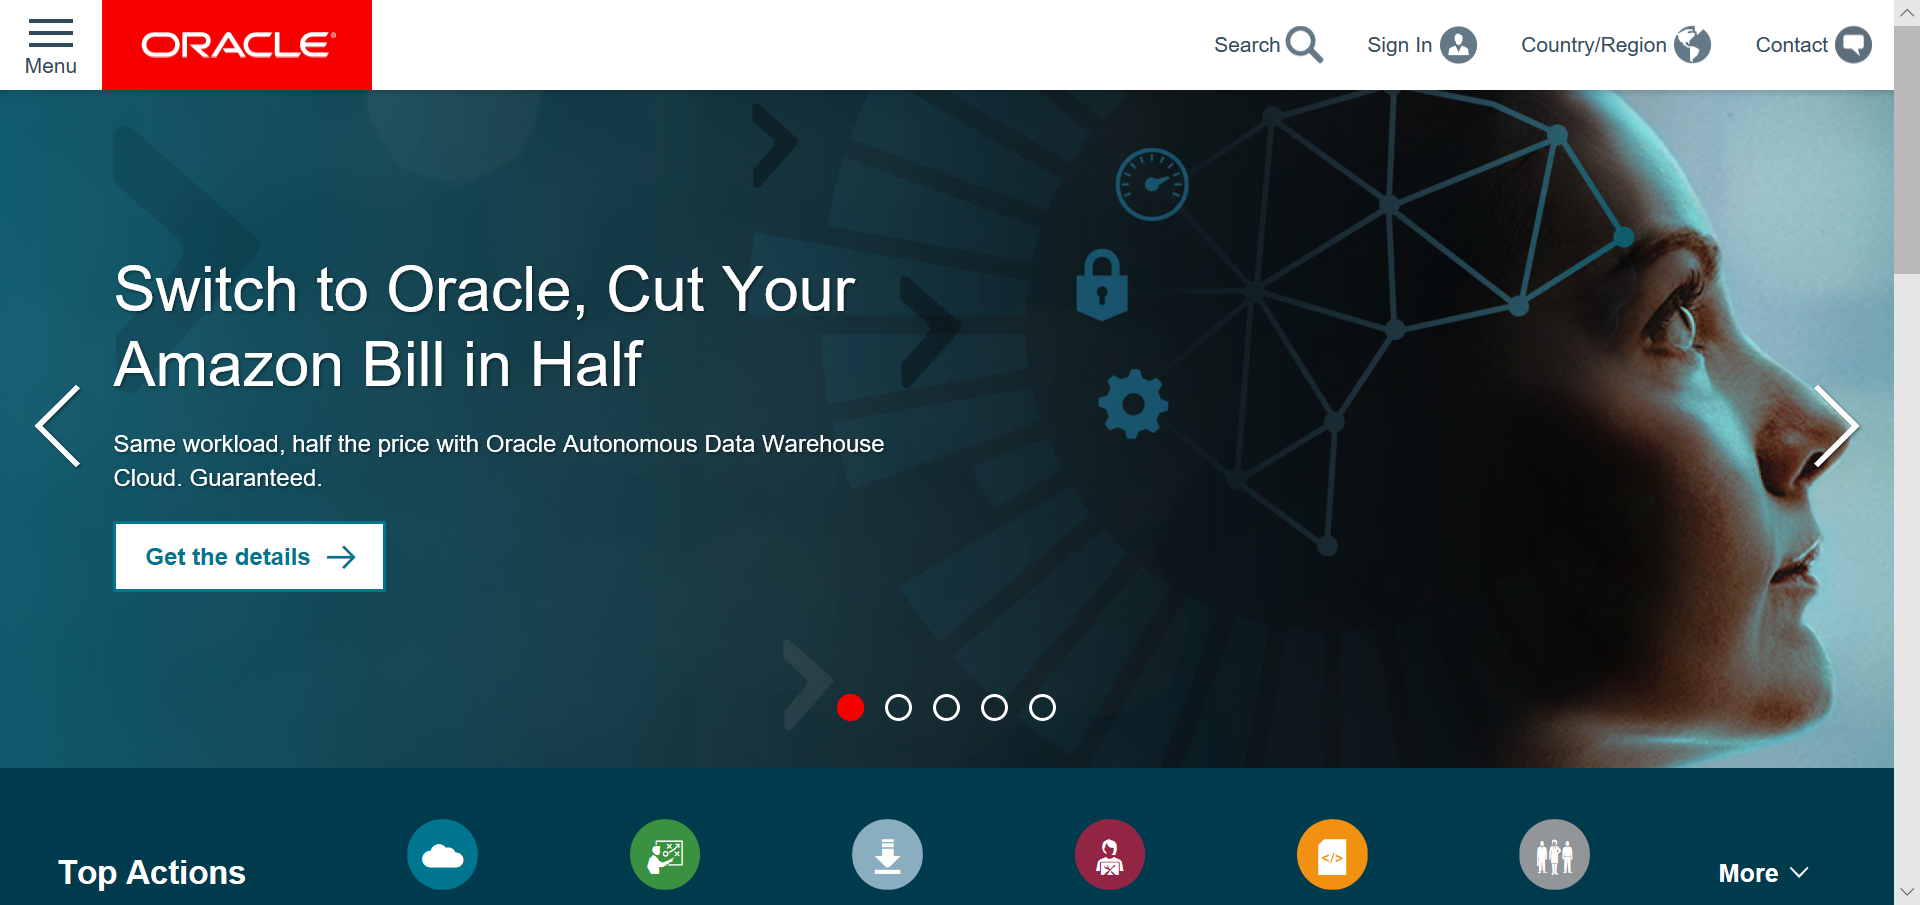 Menu
ORACLE®
Search
Sign In
Country/Region
Contact
Switch to Oracle, Cut Your
Amazon Bill in Half
Same workload, half the price with Oracle Autonomous Data Warehouse
Cloud. Guaranteed.
Get the details
Top Actions
</>
More